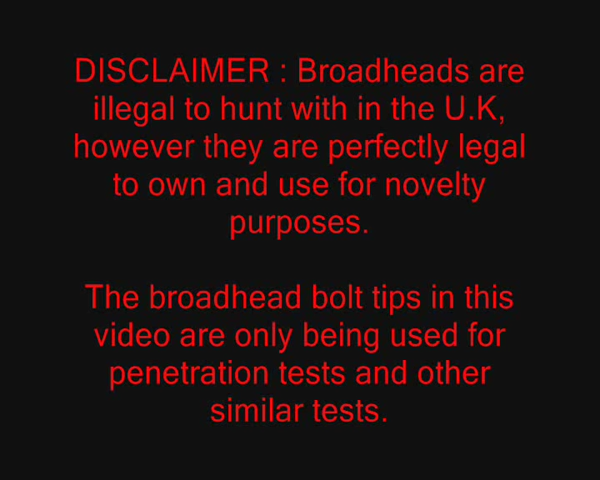 DISCLAIMER : Broadheads are
illegal to hunt with in the U.K,
however they are perfectly legal
to own and use for novelty
purposes.
The broadhead bolt tips in this
video are only being used for
penetration tests and other
similar tests.